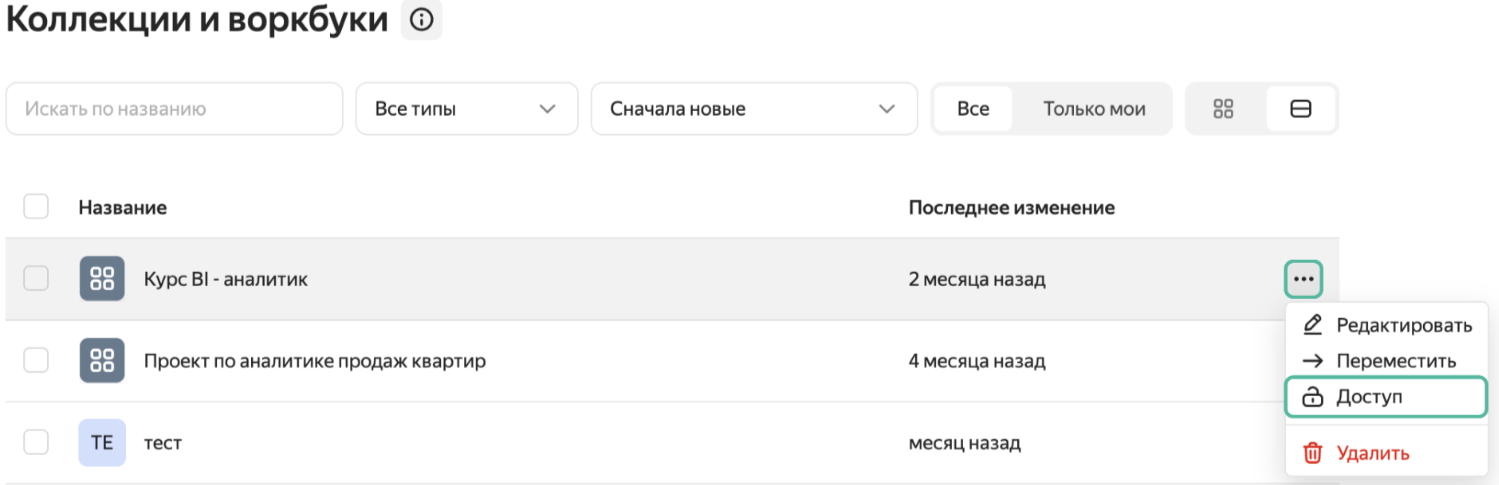 Коллекции и воркбуки
Искать по названию
Все типы
Сначала новые
Все
Только мои
Название
Последнее изменение
Курс BI - аналитик
2 месяца назад
Редактировать
Проект по аналитике продаж квартир
4 месяца назад
Переместить
Доступ
ТЕ
тест
месяц назад
Удалить